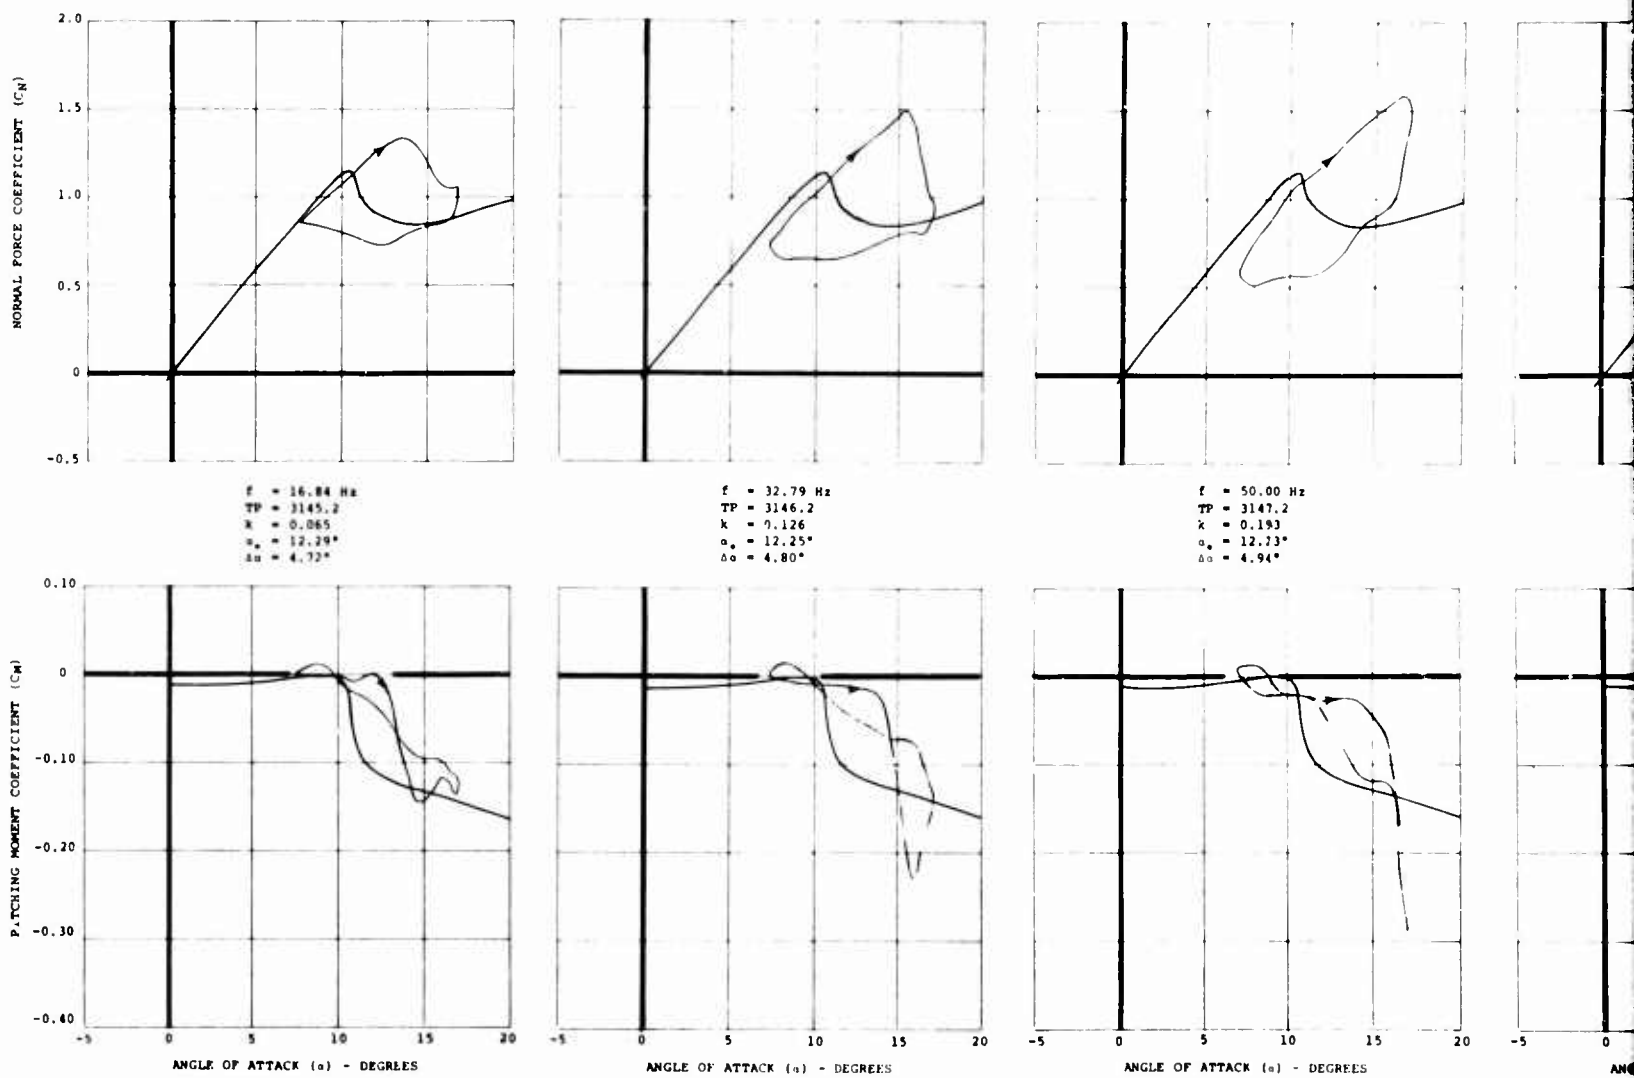 NORMAL FORCE COEFFICIENT (CN)
2.0
1.5
1.0
0.5
0
-0.5
f = 16.84 Hz
TP = 3145.2
k = 0.065
α₀ = 12.29°
Δα = 4.72°
f = 32.79 Hz
TP = 3146.2
k = 0.126
α₀ = 12.25°
Δα = 4.80°
f = 50.00 Hz
TP = 3147.2
k = 0.193
α₀ = 12.23°
Δα = 4.94°
PITCHING MOMENT COEFFICIENT (CM)
0.10
0
-0.10
-0.20
-0.30
-0.40
-5 0 5 10 15 20
-5 0 5 10 15 20
-5 0 5 10 15 20
-5 0
ANGLE OF ATTACK (α) - DEGREES
ANGLE OF ATTACK (α) - DEGREES
ANGLE OF ATTACK (α) - DEGREES